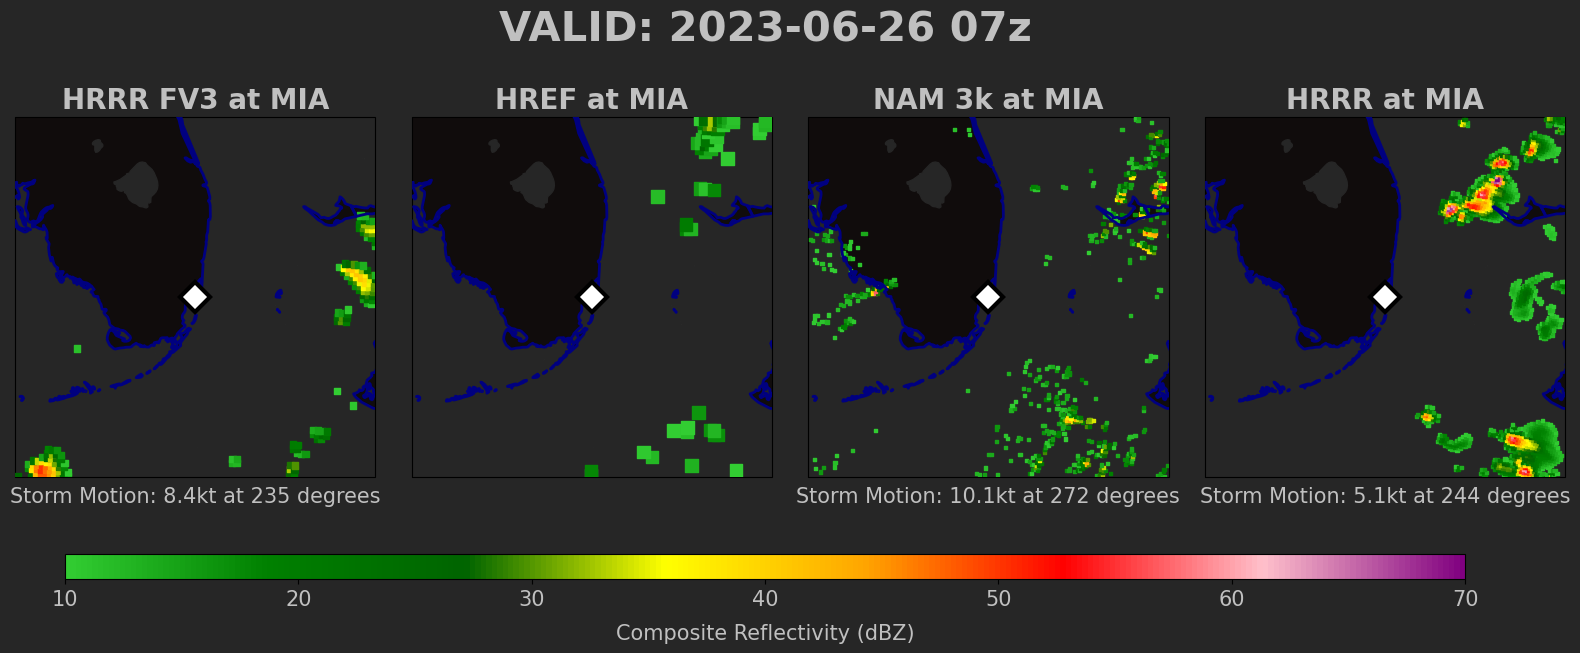 VALID: 2023-06-26 07z
HRRR FV3 at MIA
HREF at MIA
NAM 3k at MIA
HRRR at MIA
Storm Motion: 8.4kt at 235 degrees
Storm Motion: 10.1kt at 272 degrees
Storm Motion: 5.1kt at 244 degrees
10 20 30 40 50 60 70
Composite Reflectivity (dBZ)